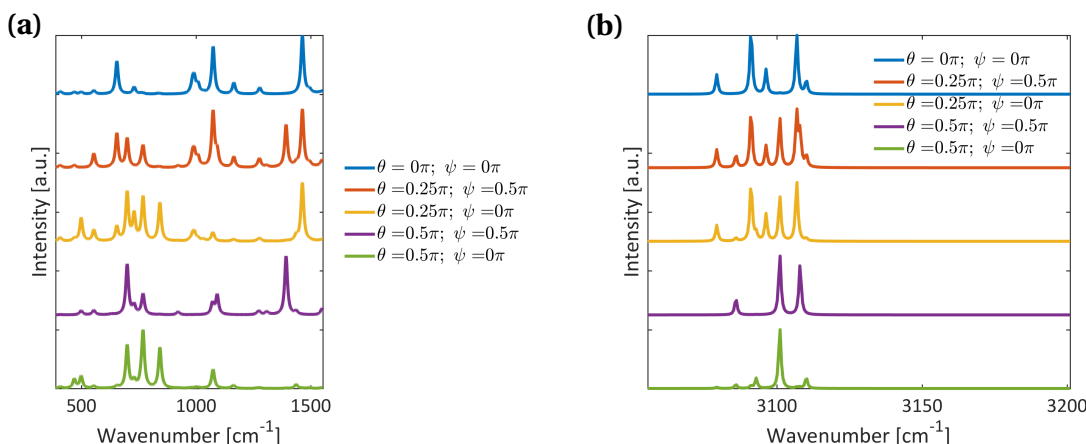 (a)
Intensity [a.u.]
500 1000 1500
Wavenumber [cm-1]
θ = 0π; ψ = 0π
θ =0.25π; ψ =0.5π
θ =0.25π; ψ =0π
θ =0.5π; ψ =0.5π
θ =0.5π; ψ =0π
(b)
Intensity [a.u.]
θ = 0π; ψ = 0π
θ =0.25π; ψ =0.5π
θ =0.25π; ψ =0π
θ =0.5π; ψ =0.5π
θ =0.5π; ψ =0π
3100 3150 3200
Wavenumber [cm-1]